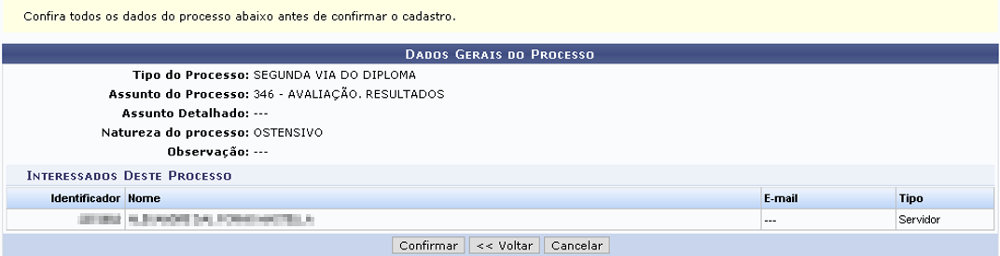 Confira todos os dados do processo abaixo antes de confirmar o cadastro.
Dados Gerais do Processo
Tipo do Processo: SEGUNDA VIA DO DIPLOMA
Assunto do Processo: 346 - AVALIAÇÃO. RESULTADOS
Assunto Detalhado: ---
Natureza do processo: OSTENSIVO
Observação: ---
Interessados Deste Processo
Identificador Nome E-mail Tipo
--- Servidor
Confirmar << Voltar Cancelar